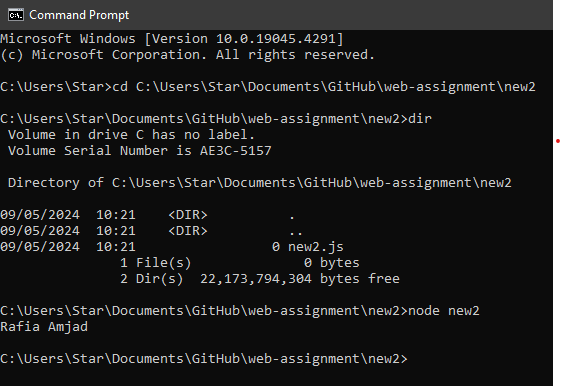 Command Prompt
Microsoft Windows [Version 10.0.19045.4291]
(c) Microsoft Corporation. All rights reserved.
C:\Users\Star>cd C:\Users\Star\Documents\GitHub\web-assignment\new2
C:\Users\Star\Documents\GitHub\web-assignment\new2>dir
Volume in drive C has no label.
Volume Serial Number is AE3C-5157
Directory of C:\Users\Star\Documents\GitHub\web-assignment\new2
09/05/2024  10:21    <DIR>          .
09/05/2024  10:21    <DIR>          ..
09/05/2024  10:21                 0 new2.js
1 File(s)              0 bytes
2 Dir(s)  22,173,794,304 bytes free
C:\Users\Star\Documents\GitHub\web-assignment\new2>node new2
Rafia Amjad
C:\Users\Star\Documents\GitHub\web-assignment\new2>